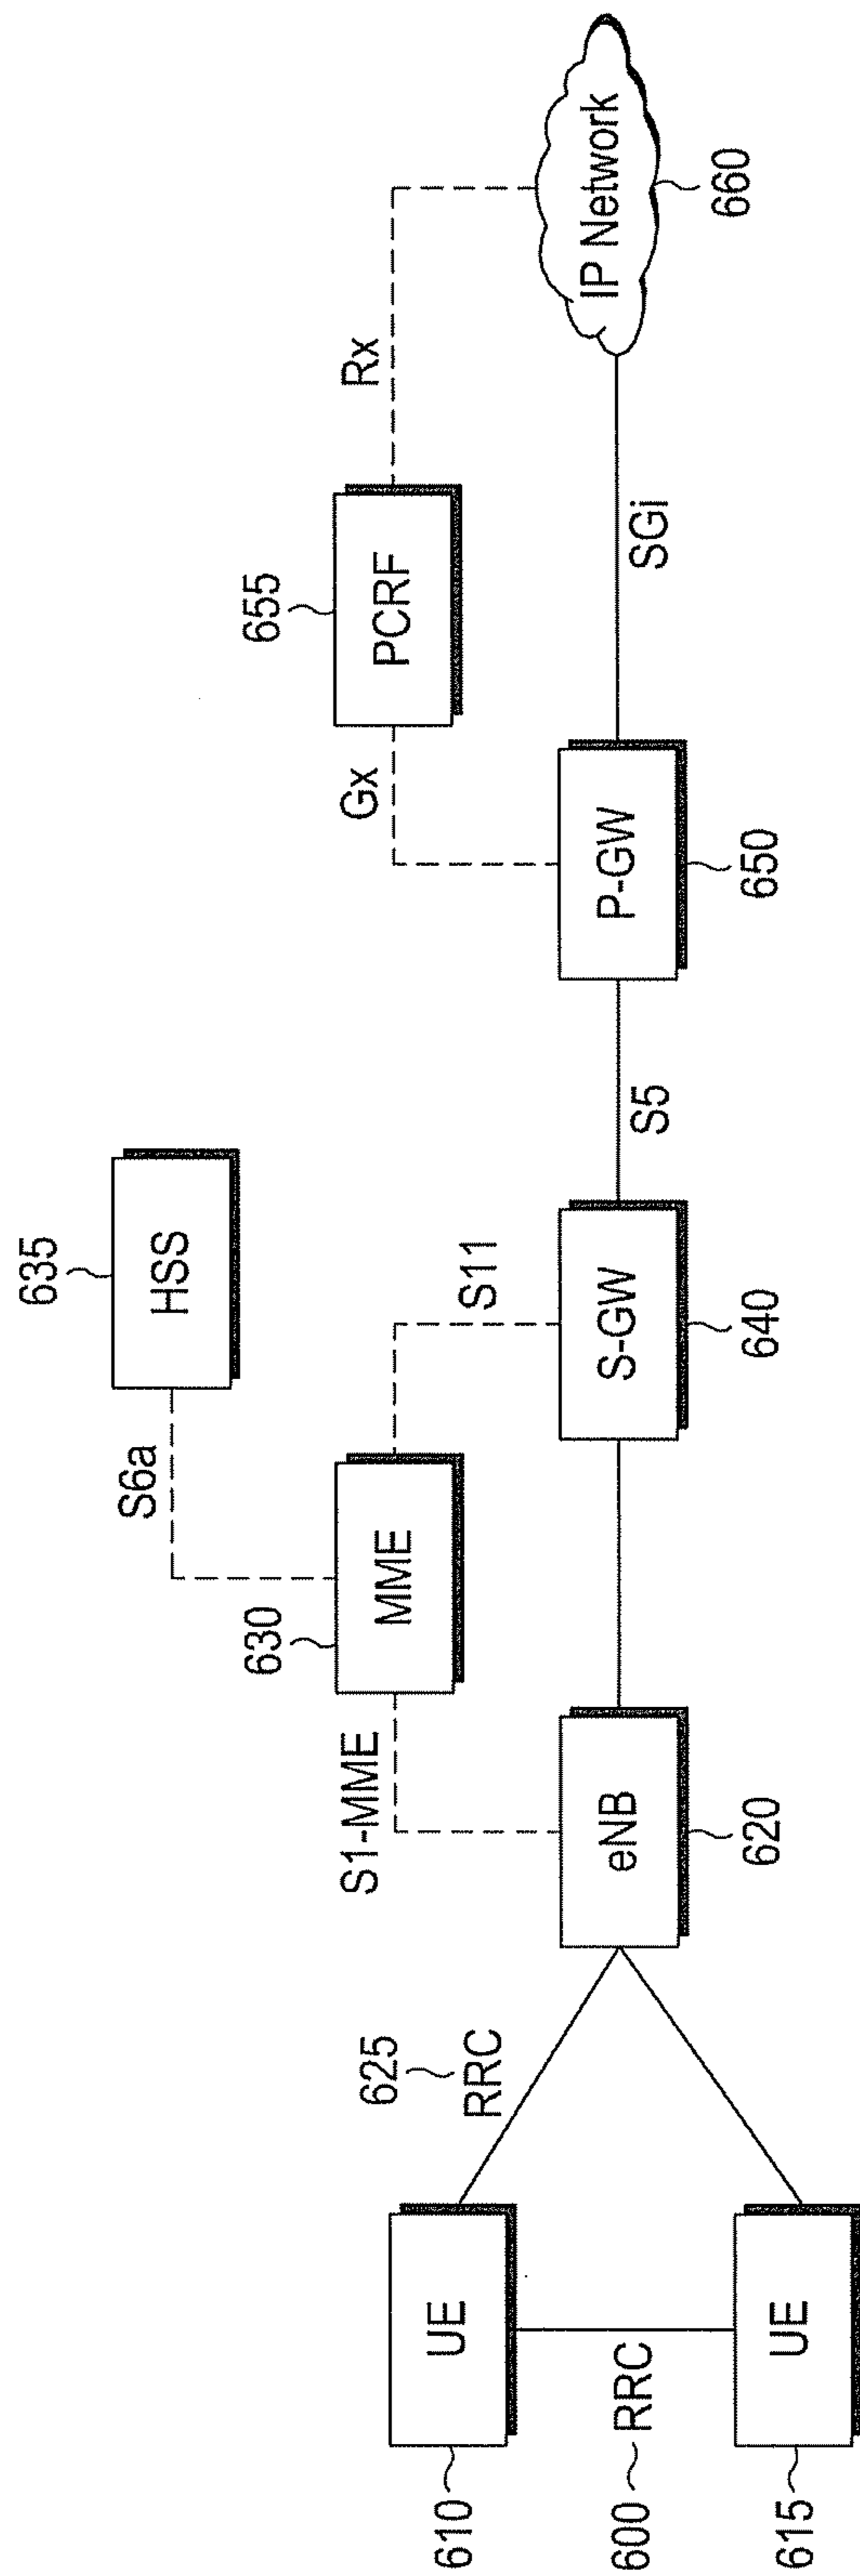 635
HSS
S6a
655
PCRF
Gx
Rx
630
MME
S1-MME
S11
625
RRC
610
UE
600
RRC
615
UE
eNB
620
S-GW
640
S5
P-GW
650
SGi
IP Network
660